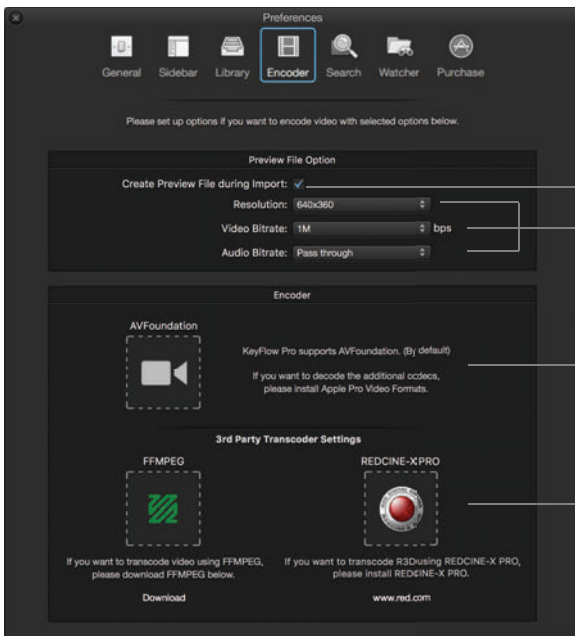 Preferences
General Sidebar Library Encoder Search Watcher Purchase
Please set up options if you want to encode video with selected options below.
Preview File Option
Create Preview File during Import:
Resolution: 640x360
Video Bitrate: 1M bps
Audio Bitrate: Pass through
Encoder
AVFoundation
KeyFlow Pro supports AVFoundation. (By default)
If you want to decode the additional codecs,
please install Apple Pro Video Formats.
3rd Party Transcoder Settings
FFMPEG
If you want to transcode video using FFMPEG,
please download FFMPEG below.
Download
REDCINE-XPRO
If you want to transcode R3Dusing REDCINE-X PRO,
please install REDCINE-X PRO.
www.red.com